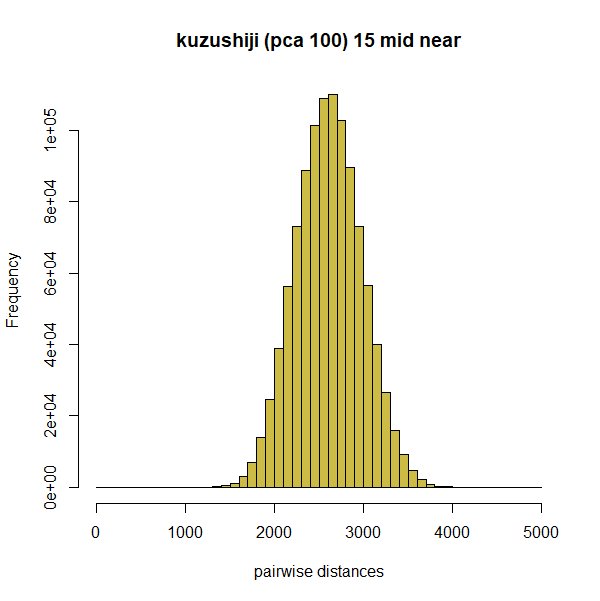 kuzushiji (pca 100) 15 mid near
Frequency
1e+05
8e+04
6e+04
4e+04
2e+04
0e+00
0 1000 2000 3000 4000 5000
pairwise distances